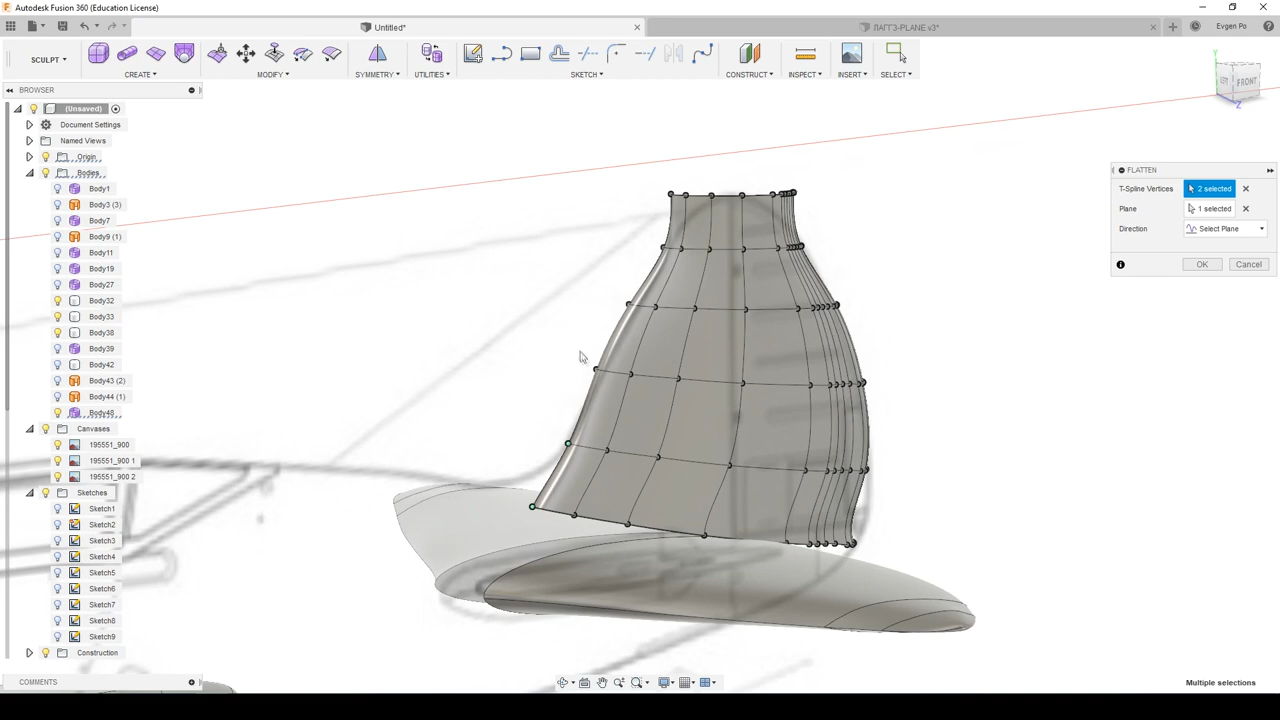 Autodesk Fusion 360 (Education License)
Untitled*
ЛАГГ3-PLANE v3*
Evgen Po
SCULPT
CREATE
MODIFY
SYMMETRY
UTILITIES
SKETCH
CONSTRUCT
INSPECT
INSERT
SELECT
BROWSER
(Unsaved)
Document Settings
Named Views
Origin
Bodies
Body1
Body3 (3)
Body7
Body9 (1)
Body11
Body19
Body27
Body32
Body33
Body38
Body39
Body42
Body43 (2)
Body44 (1)
Body48
Canvases
195551_900
195551_900 1
195551_900 2
Sketches
Sketch1
Sketch2
Sketch3
Sketch4
Sketch5
Sketch6
Sketch7
Sketch8
Sketch9
Construction
COMMENTS
Y
FRONT
Z
FLATTEN
T-Spline Vertices
2 selected
Plane
1 selected
Direction
Select Plane
OK
Cancel
Multiple selections